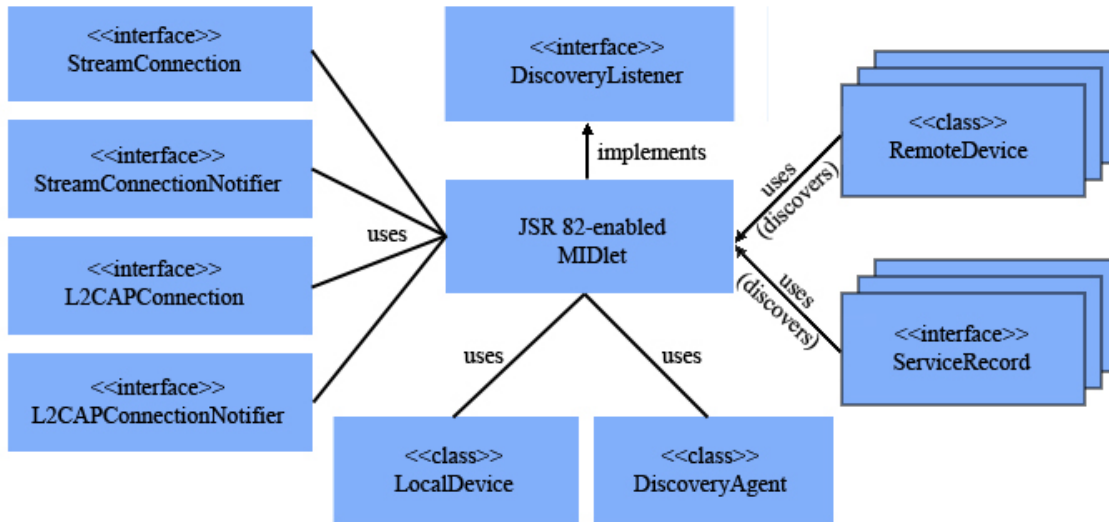 <<interface>>
StreamConnection
<<interface>>
StreamConnectionNotifier
<<interface>>
L2CAPConnection
<<interface>>
L2CAPConnectionNotifier
uses
<<interface>>
DiscoveryListener
implements
JSR 82-enabled
MIDlet
uses
uses
<<class>>
LocalDevice
<<class>>
DiscoveryAgent
uses
(discovers)
uses
(discovers)
<<class>>
RemoteDevice
<<interface>>
ServiceRecord